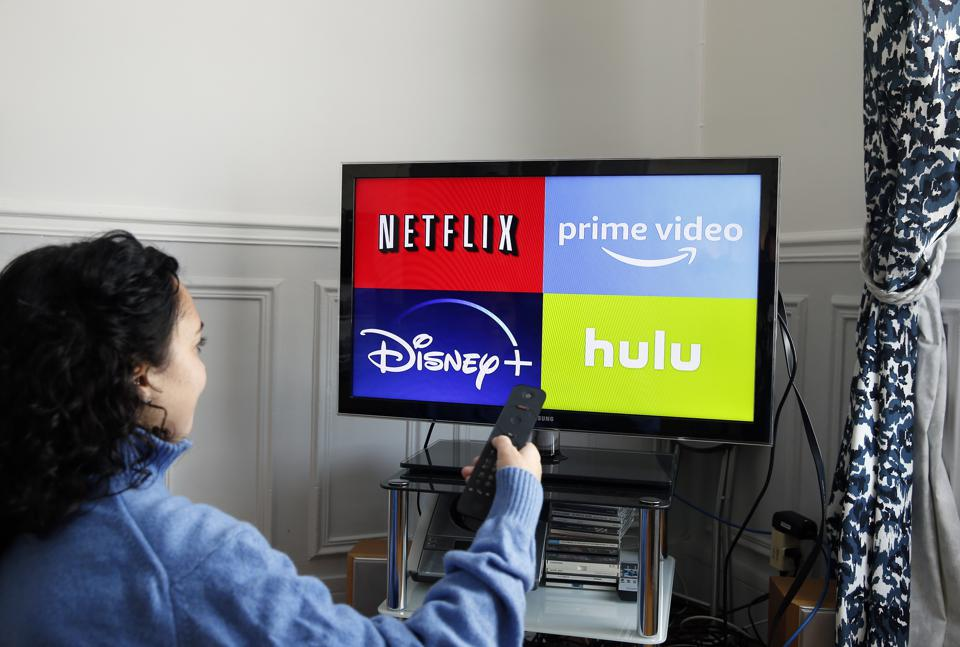 NETFLIX
prime video
Disney+
hulu